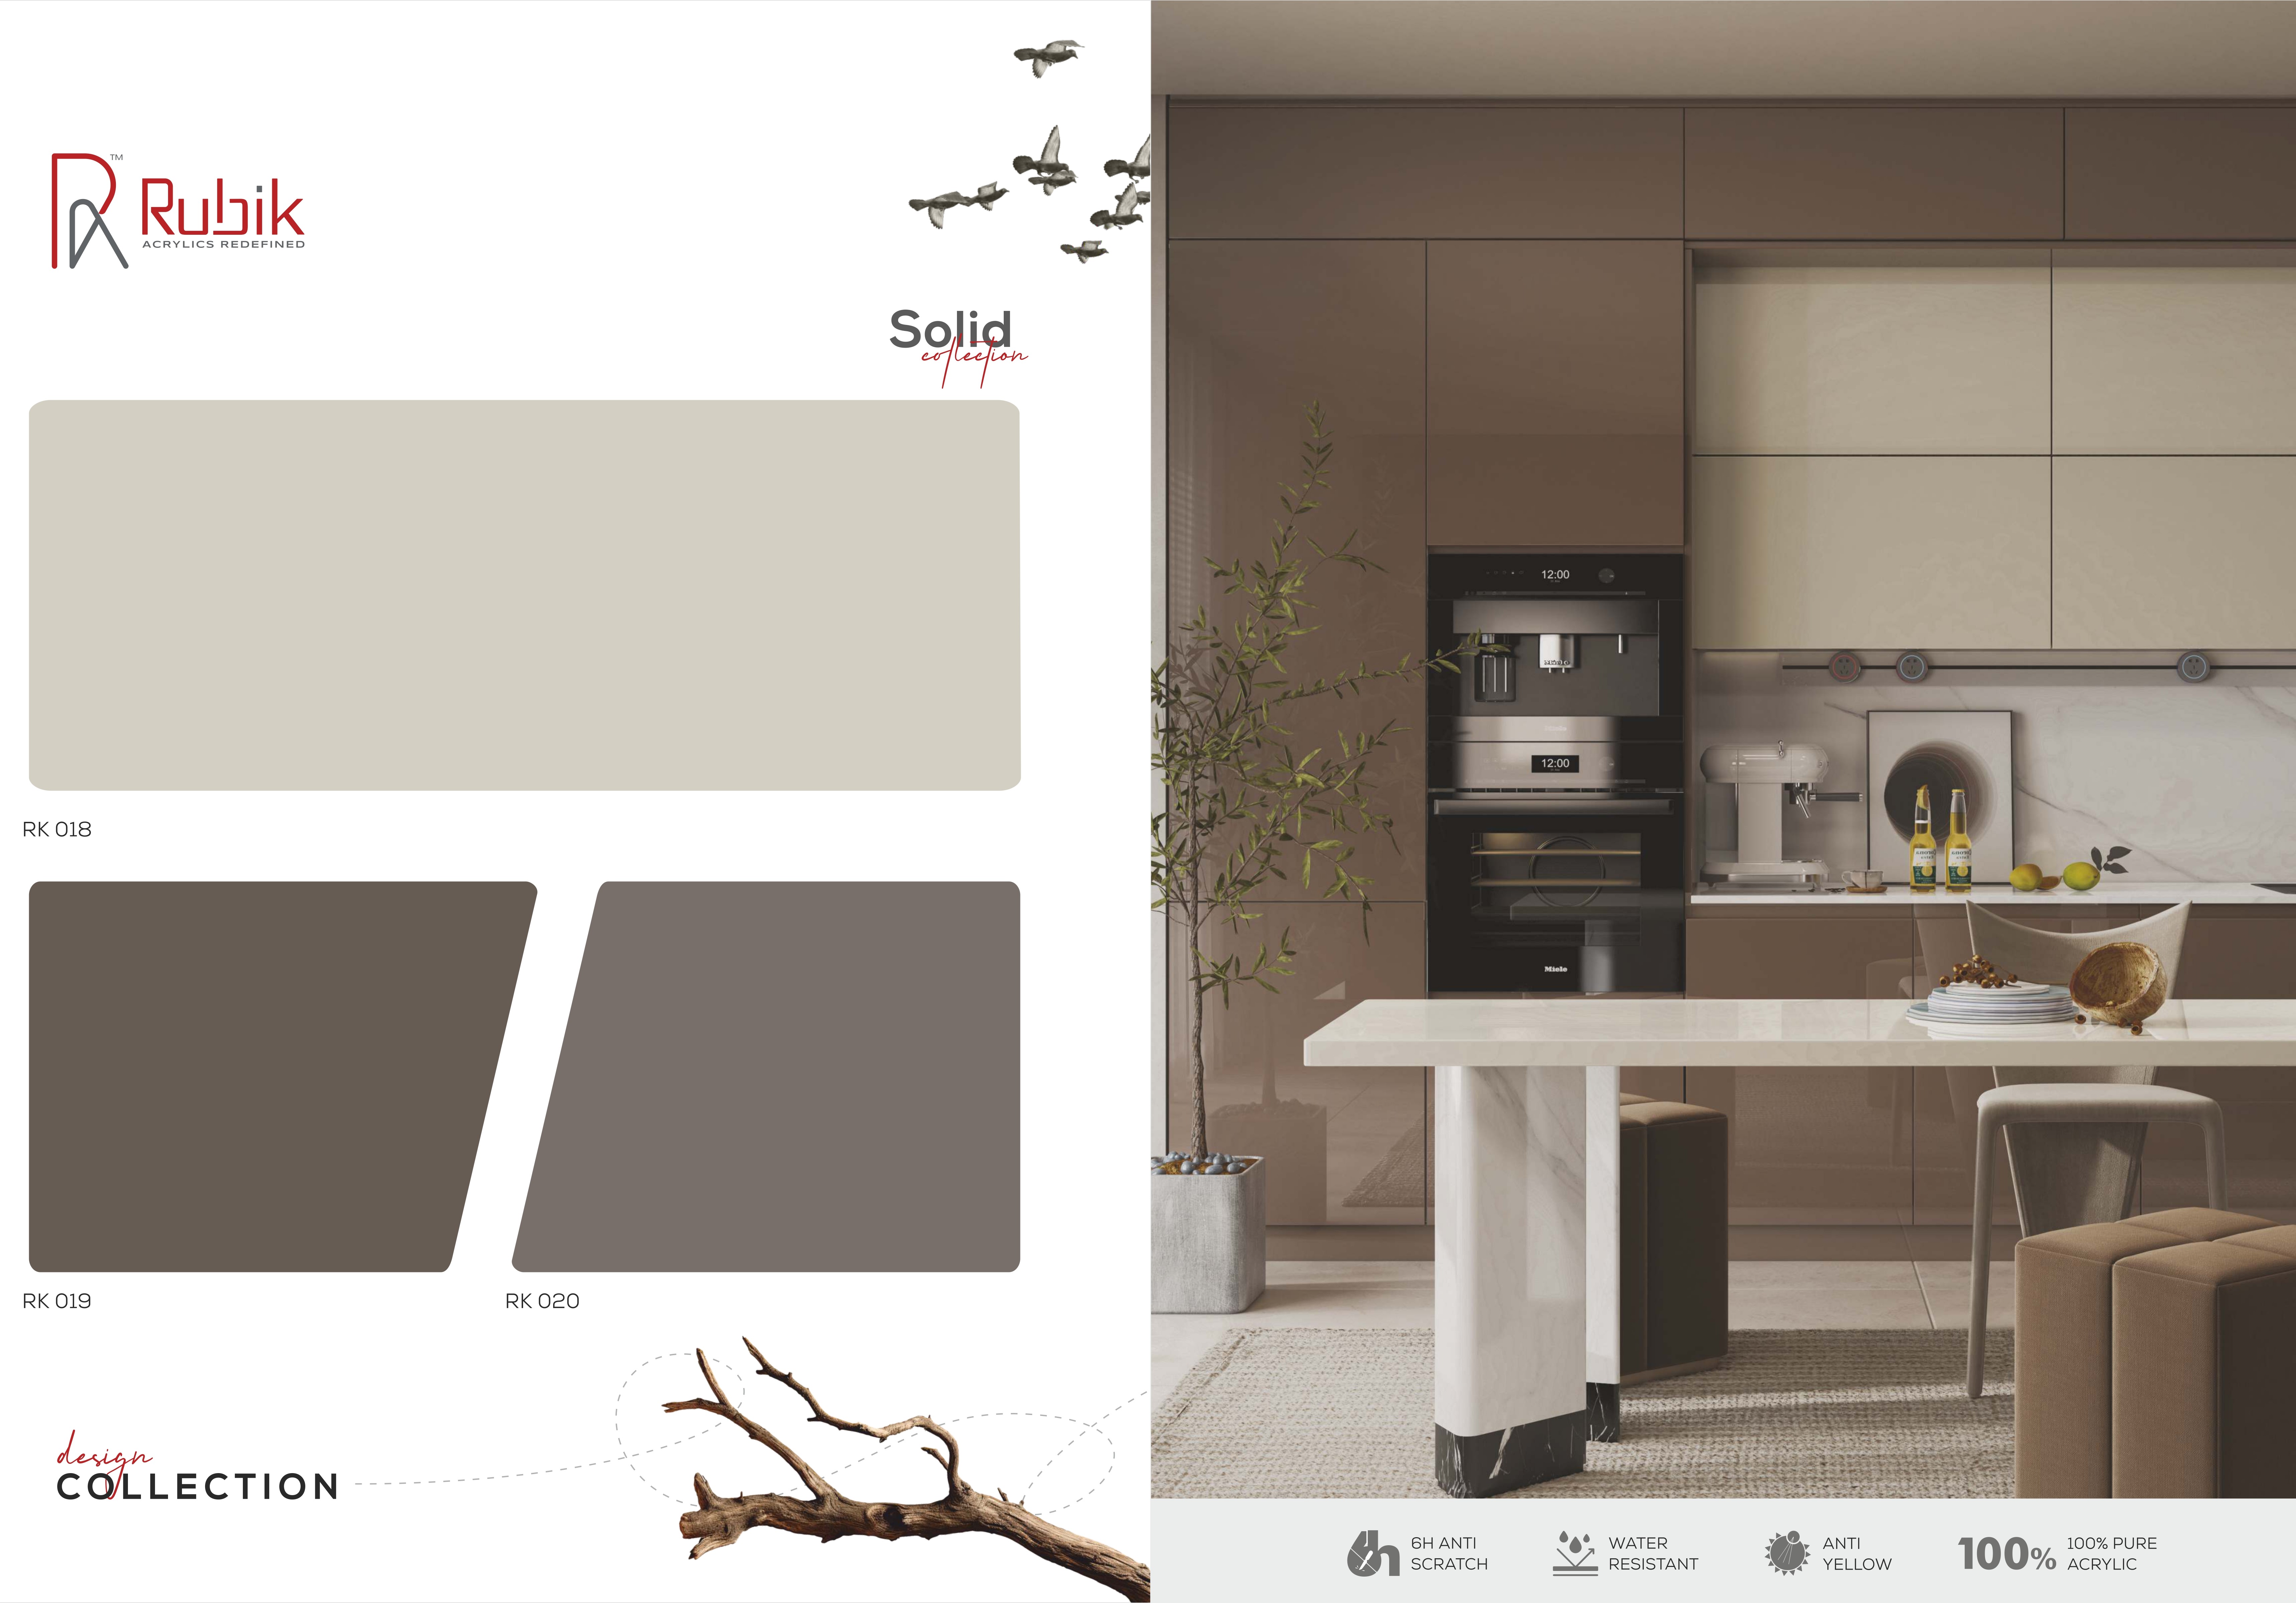 TM
Rubik
ACRYLICS REDEFINED
Solid
collection
RK 018
RK 019
RK 020
design
COLLECTION
12:00
Miele
12:00
Miele
6H ANTI
SCRATCH
WATER
RESISTANT
ANTI
YELLOW
100%
100% PURE
ACRYLIC